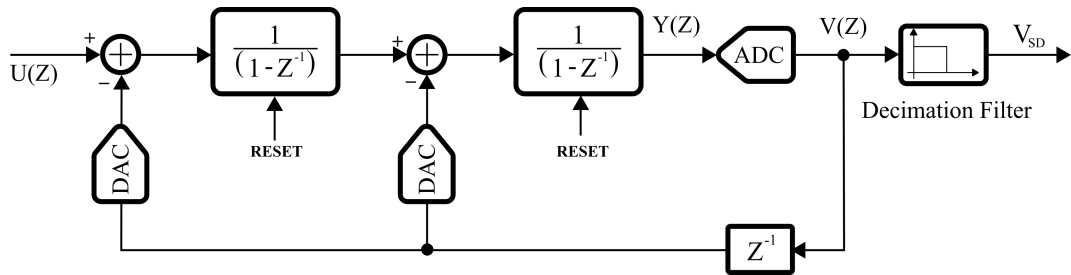 U(Z)
+
+
−
1
(1-Z⁻¹)
RESET
+
+
−
1
(1-Z⁻¹)
RESET
Y(Z)
ADC
V(Z)
Decimation Filter
V_SD
DAC
DAC
Z⁻¹